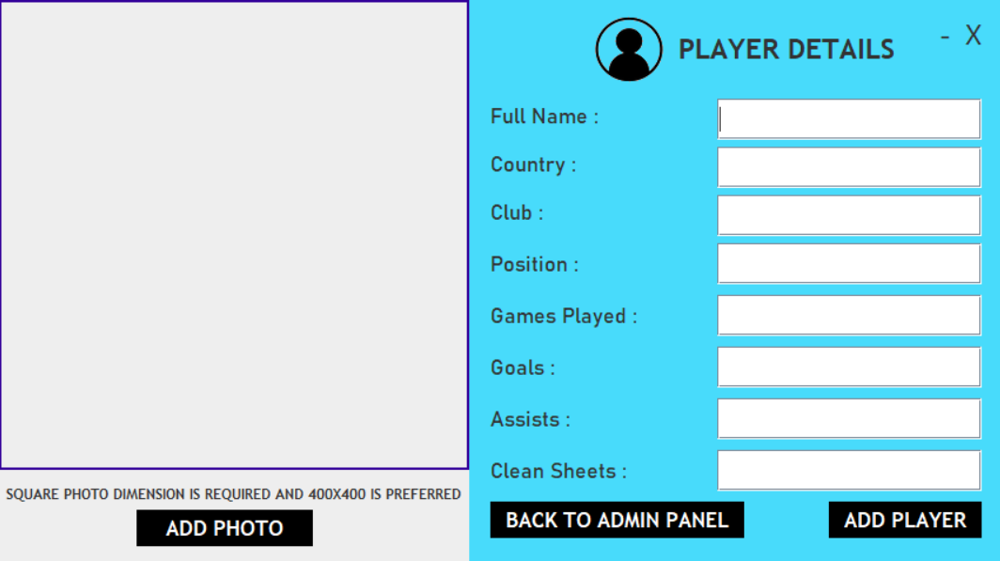 PLAYER DETAILS
- X
Full Name :
Country :
Club :
Position :
Games Played :
Goals :
Assists :
Clean Sheets :
SQUARE PHOTO DIMENSION IS REQUIRED AND 400X400 IS PREFERRED
ADD PHOTO
BACK TO ADMIN PANEL
ADD PLAYER